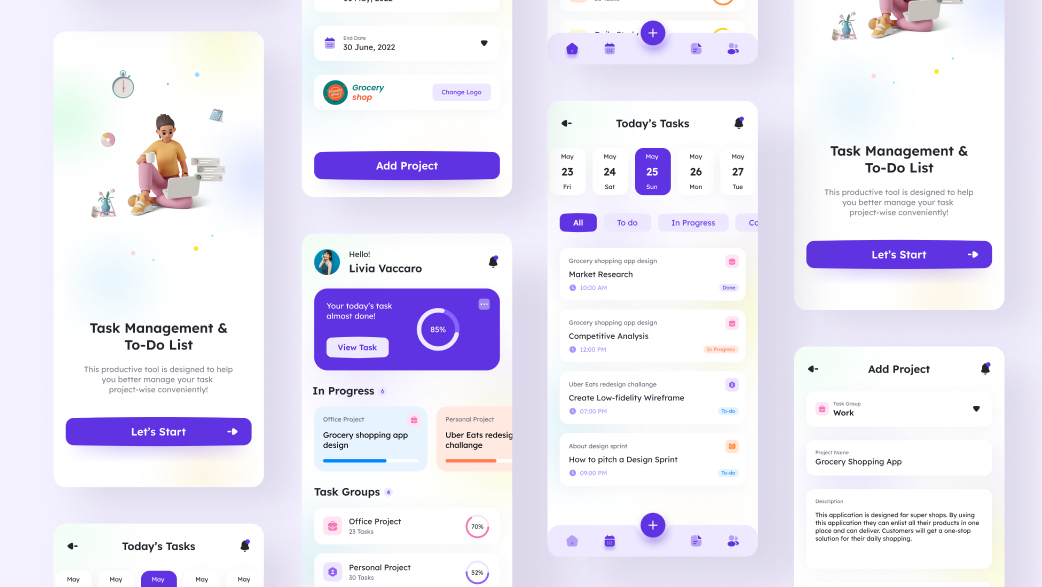 Task Management &
To-Do List
This productive tool is designed to help
you better manage your task
project-wise conveniently!
Let's Start
Today's Tasks
May
May
May
May
May
30 May, 2022
End Date
30 June, 2022
Grocery
shop
Change Logo
Add Project
Hello!
Livia Vaccaro
Your today's task
almost done!
85%
View Task
In Progress 6
Office Project
Grocery shopping app
design
Personal Project
Uber Eats redesig
challange
Task Groups 4
Office Project
23 Tasks
70%
Personal Project
30 Tasks
52%
Today's Tasks
May
23
Fri
May
24
Sat
May
25
Sun
May
26
Mon
May
27
Tue
All
To do
In Progress
Co
Grocery shopping app design
Market Research
10:00 AM
Done
Grocery shopping app design
Competitive Analysis
12:00 PM
In Progress
Uber Eats redesign challange
Create Low-fidelity Wireframe
07:00 PM
To-do
About design sprint
How to pitch a Design Sprint
09:00 PM
To-do
Task Management &
To-Do List
This productive tool is designed to help
you better manage your task
project-wise conveniently!
Let's Start
Add Project
Task Group
Work
Project Name
Grocery Shopping App
Description
This application is designed for super shops. By using
this application they can enlist all their products in one
place and can deliver. Customers will get a one-stop
solution for their daily shopping.